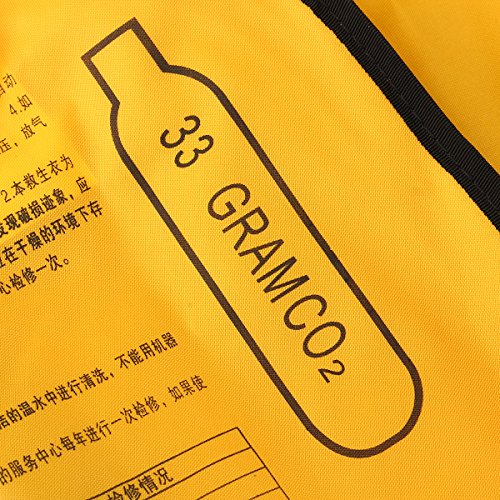 自动
4.如
压，放气
2.本救生衣为
发现破损迹象，应
在干燥的环境下存
心检修一次。
33 GRAMCO₂
，不能用机器
洁的温水中进行清洗，
的服务中心每年进行一次检修，如果使
检修情况